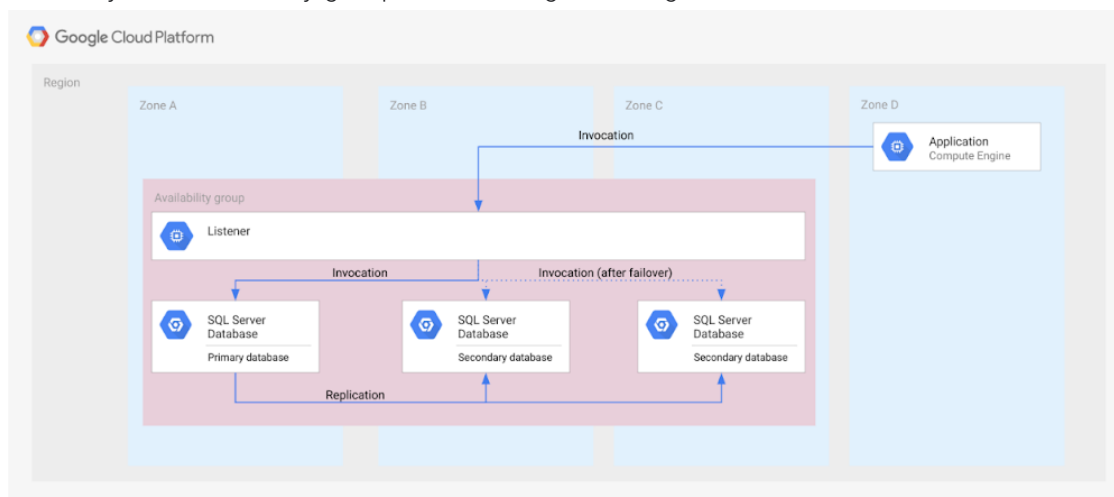 Google Cloud Platform
Region
Zone A
Zone B
Zone C
Zone D
Invocation
Application
Compute Engine
Availability group
Listener
Invocation
Invocation (after failover)
SQL Server
Database
Primary database
SQL Server
Database
Secondary database
SQL Server
Database
Secondary database
Replication